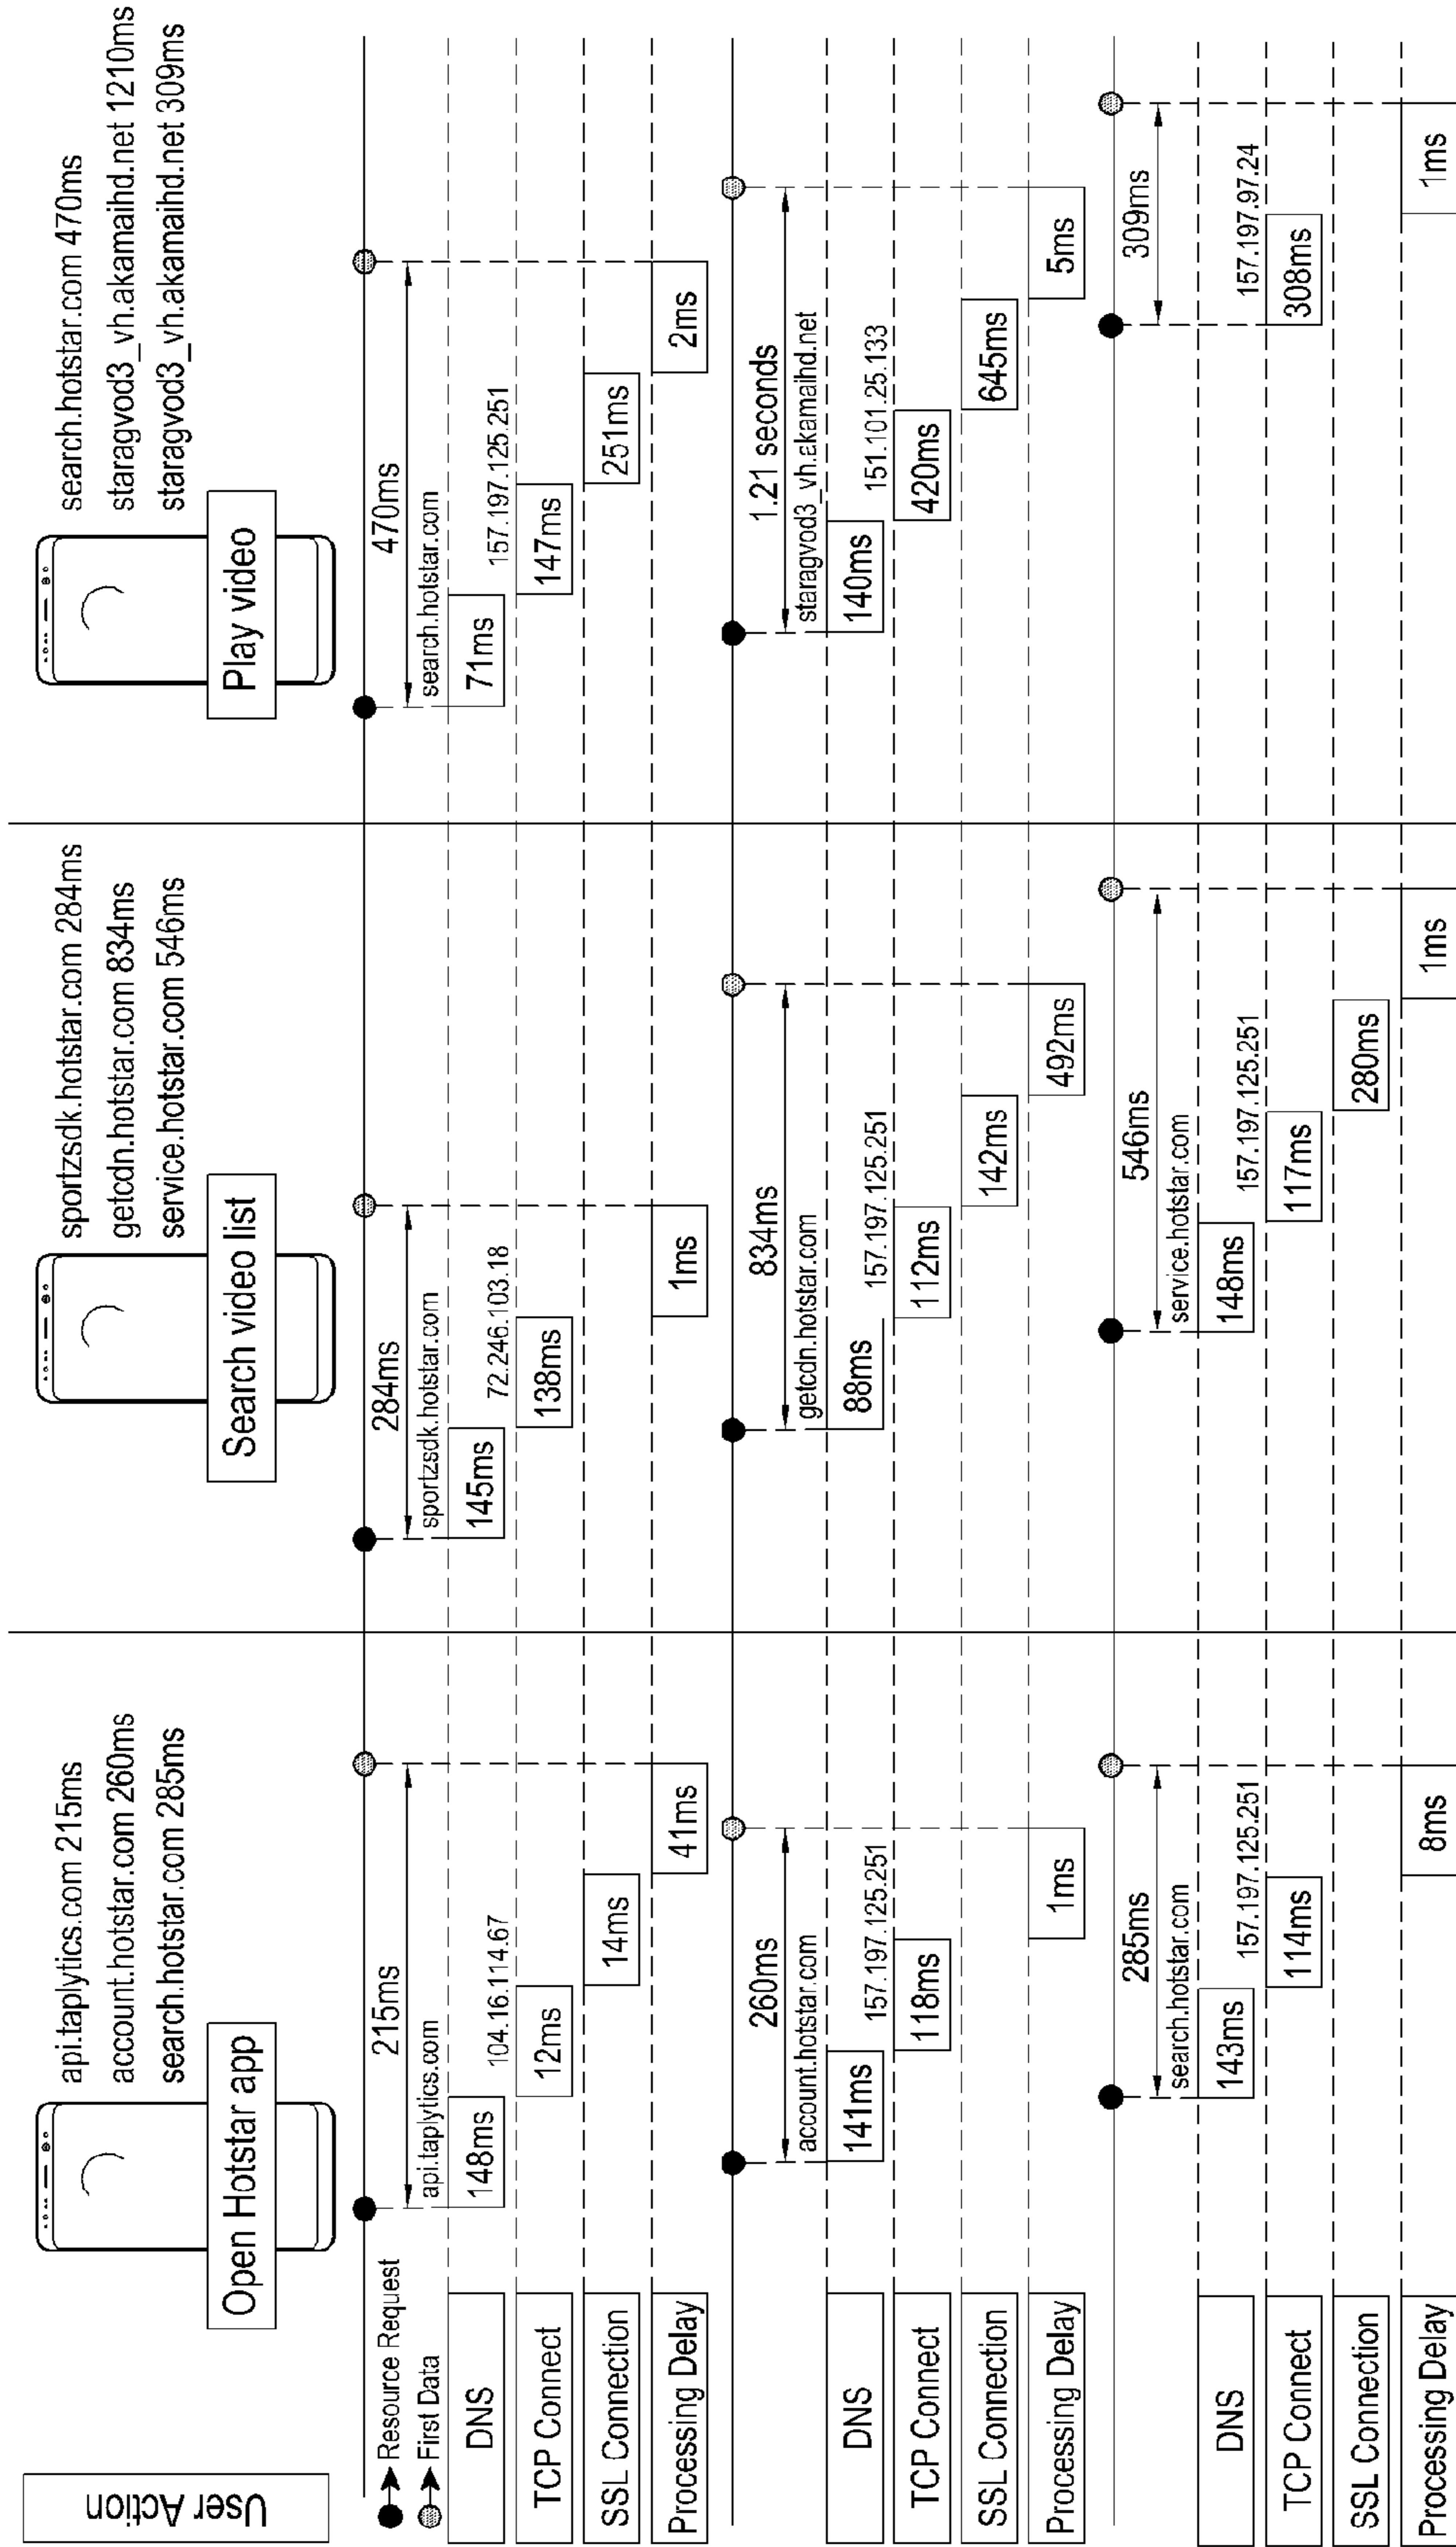 User Action
Open Hotstar app
api.taplytics.com 215ms
account.hotstar.com 260ms
search.hotstar.com 285ms
Search video list
sportzsdk.hotstar.com 284ms
getcdn.hotstar.com 834ms
service.hotstar.com 546ms
Play video
search.hotstar.com 470ms
staragvod3_vh.akamaihd.net 1210ms
staragvod3_vh.akamaihd.net 309ms
Resource Request
First Data
DNS
TCP Connect
SSL Connection
Processing Delay
215ms
api.taplytics.com
148ms
104.16.114.67
12ms
14ms
41ms
284ms
sportzsdk.hotstar.com
145ms
72.246.103.18
138ms
1ms
470ms
search.hotstar.com
71ms
157.197.125.251
147ms
251ms
2ms
DNS
TCP Connect
SSL Connection
Processing Delay
260ms
account.hotstar.com
141ms
157.197.125.251
118ms
1ms
834ms
getcdn.hotstar.com
88ms
157.197.125.251
112ms
142ms
492ms
1.21 seconds
staragvod3_vh.akamaihd.net
140ms
151.101.25.133
420ms
645ms
5ms
DNS
TCP Connect
SSL Connection
Processing Delay
285ms
search.hotstar.com
143ms
157.197.125.251
114ms
8ms
546ms
service.hotstar.com
148ms
157.197.125.251
117ms
280ms
1ms
309ms
157.197.97.24
308ms
1ms